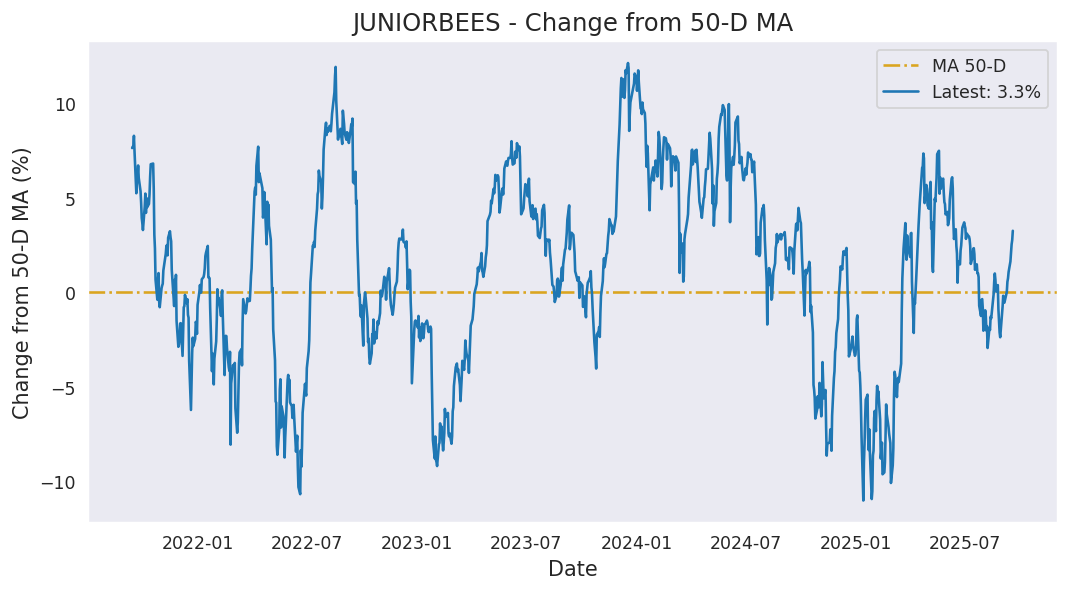 JUNIORBEES - Change from 50-D MA
MA 50-D
Latest: 3.3%
Change from 50-D MA (%)
10
5
0
−5
−10
2022-01 2022-07 2023-01 2023-07 2024-01 2024-07 2025-01 2025-07
Date